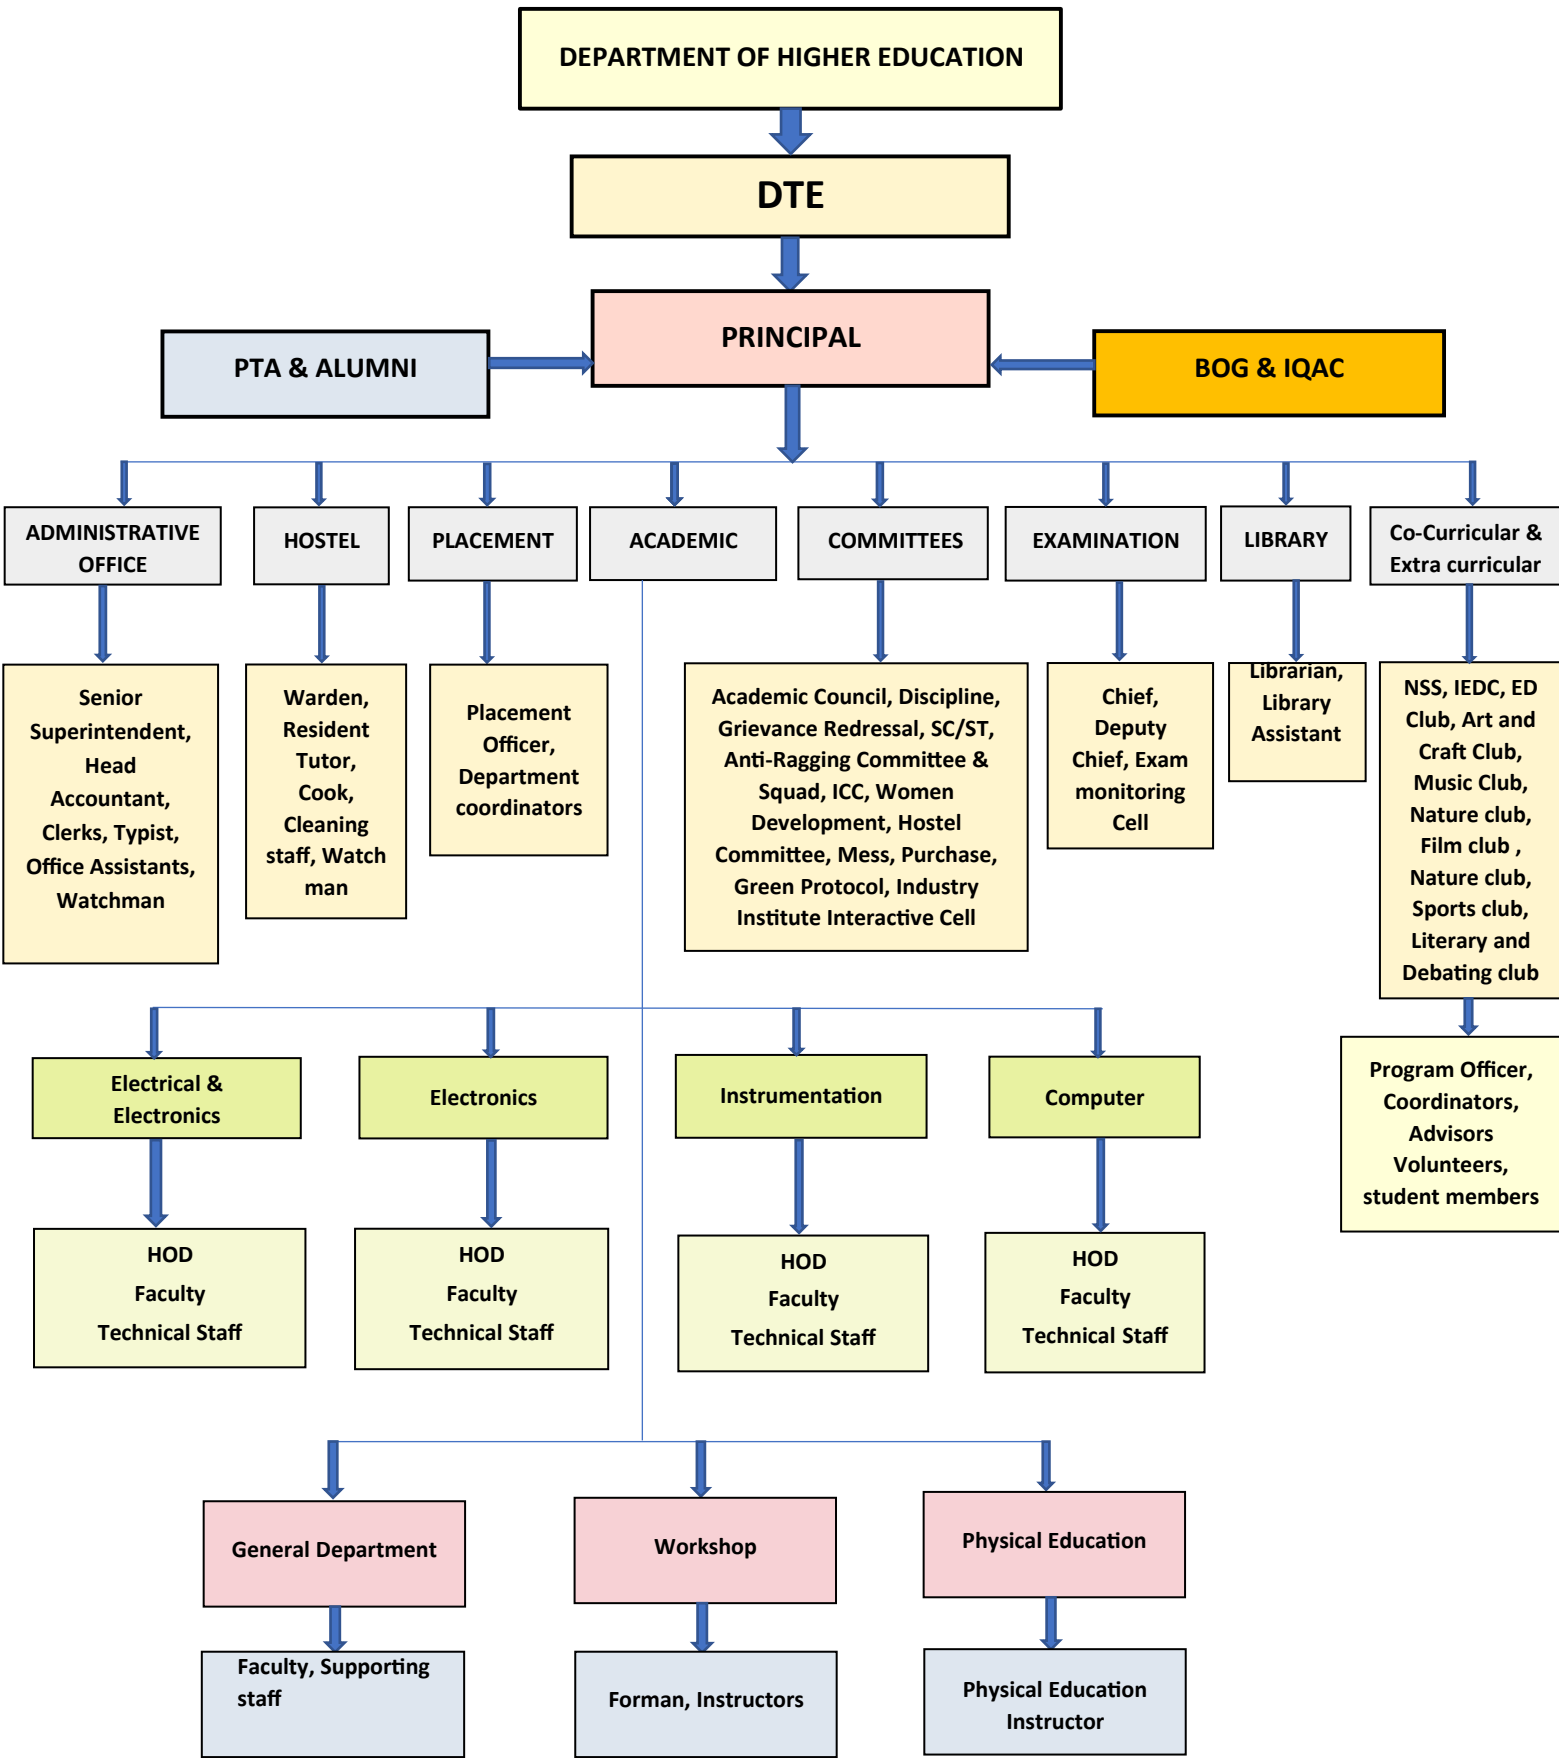 DEPARTMENT OF HIGHER EDUCATION
DTE
PRINCIPAL
PTA & ALUMNI
BOG & IQAC
ADMINISTRATIVE
OFFICE
HOSTEL
PLACEMENT
ACADEMIC
COMMITTEES
EXAMINATION
LIBRARY
Co-Curricular &
Extra curricular
Senior
Superintendent,
Head
Accountant,
Clerks, Typist,
Office Assistants,
Watchman
Warden,
Resident
Tutor,
Cook,
Cleaning
staff, Watch
man
Placement
Officer,
Department
coordinators
Academic Council, Discipline,
Grievance Redressal, SC/ST,
Anti-Ragging Committee &
Squad, ICC, Women
Development, Hostel
Committee, Mess, Purchase,
Green Protocol, Industry
Institute Interactive Cell
Chief,
Deputy
Chief, Exam
monitoring
Cell
Librarian,
Library
Assistant
NSS, IEDC, ED
Club, Art and
Craft Club,
Music Club,
Nature club,
Film club ,
Nature club,
Sports club,
Literary and
Debating club
Program Officer,
Coordinators,
Advisors
Volunteers,
student members
Electrical &
Electronics
Electronics
Instrumentation
Computer
HOD
Faculty
Technical Staff
HOD
Faculty
Technical Staff
HOD
Faculty
Technical Staff
HOD
Faculty
Technical Staff
General Department
Workshop
Physical Education
Faculty, Supporting
staff
Forman, Instructors
Physical Education
Instructor